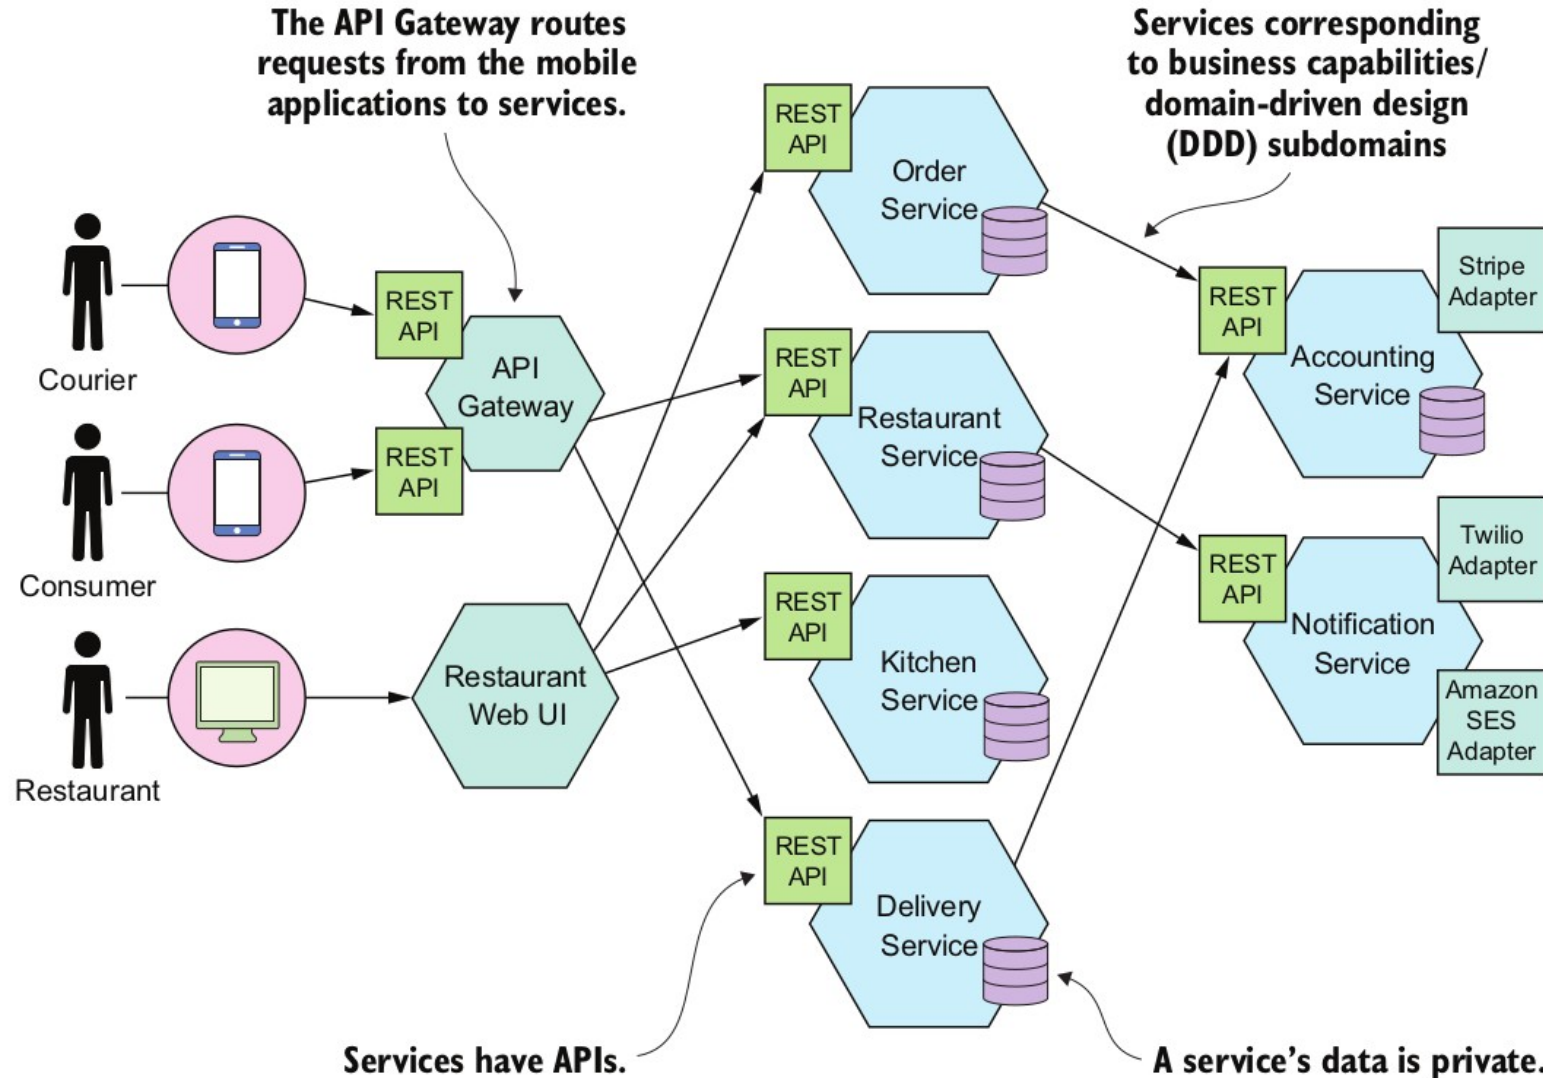 The API Gateway routes
requests from the mobile
applications to services.
Services corresponding
to business capabilities/
domain-driven design
(DDD) subdomains
REST
API
Order
Service
Courier
REST
API
API
Gateway
REST
API
Consumer
REST
API
Restaurant
Service
REST
API
Accounting
Service
Stripe
Adapter
Restaurant
Restaurant
Web UI
REST
API
Kitchen
Service
REST
API
Notification
Service
Twilio
Adapter
Amazon
SES
Adapter
REST
API
Delivery
Service
Services have APIs.
A service’s data is private.